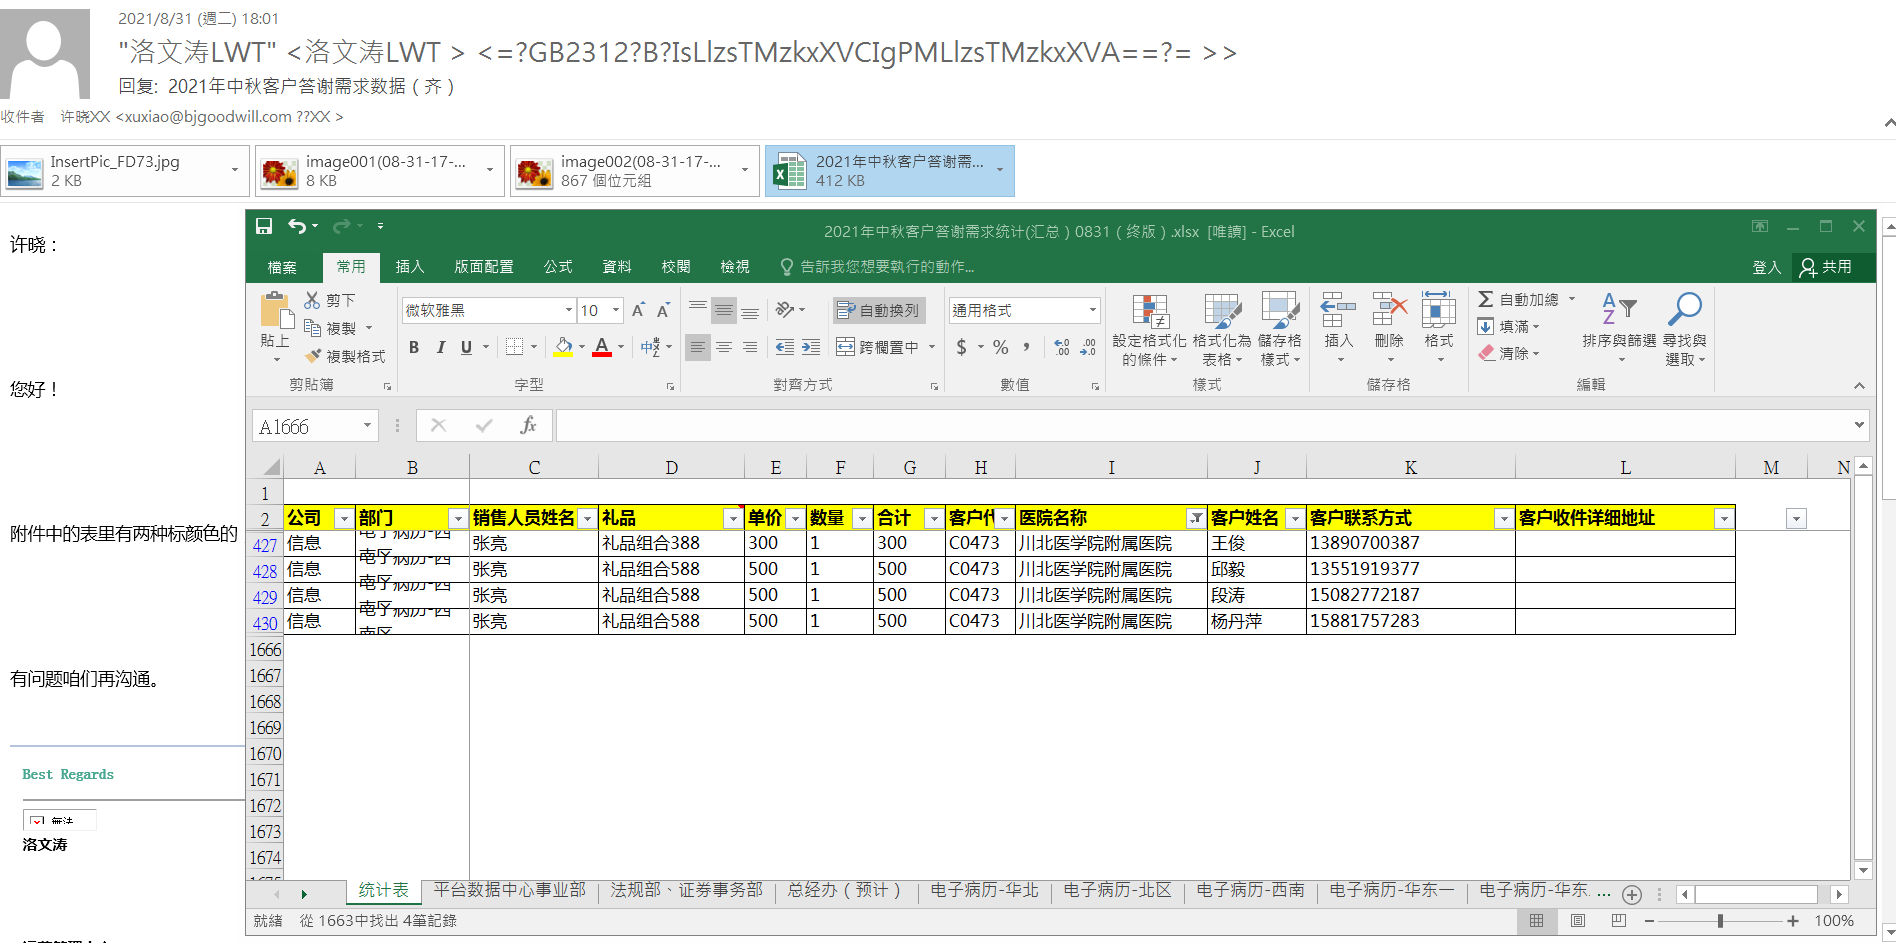 2021/8/31 (週二) 18:01
"洛文涛LWT" <洛文涛LWT > <=?GB2312?B?IsLlzsTMzkxXVCIgPMLlzsTMzkxXVA==?= >>
回复: 2021年中秋客户答谢需求数据（齐）
收件者 许晓XX <xuxiao@bjgoodwill.com ??XX >
InsertPic_FD73.jpg
2 KB
image001(08-31-17-...
8 KB
image002(08-31-17-...
867 個位元組
2021年中秋客户答谢需...
412 KB
许晓：
您好！
附件中的表里有两种标颜色的
有问题咱们再沟通。
Best Regards
無法
洛文涛
2021年中秋客户答谢需求统计(汇总）0831（终版）.xlsx [唯讀] - Excel
檔案 常用 插入 版面配置 公式 資料 校閱 檢視 告訴我您想要執行的動作... 登入 共用
貼上 剪下 複製 複製格式 剪貼簿
微软雅黑 10 B I U A 字型
自動換列 跨欄置中 對齊方式
通用格式 $ % , 數值
設定格式化的條件 格式化為表格 儲存格樣式 樣式
插入 刪除 格式 儲存格
Σ 自動加總 填滿 清除 排序與篩選 尋找與選取 編輯
A1666 fx
A B C D E F G H I J K L M N
1
2 公司 部门 销售人员姓名 礼品 单价 数量 合计 客户代 医院名称 客户姓名 客户联系方式 客户收件详细地址
427 信息 电子病历-西南区 张亮 礼品组合388 300 1 300 C0473 川北医学院附属医院 王俊 13890700387
428 信息 电子病历-西南区 张亮 礼品组合588 500 1 500 C0473 川北医学院附属医院 邱毅 13551919377
429 信息 电子病历-西南区 张亮 礼品组合588 500 1 500 C0473 川北医学院附属医院 段涛 15082772187
430 信息 电子病历-西南区 张亮 礼品组合588 500 1 500 C0473 川北医学院附属医院 杨丹萍 15881757283
1666
1667
1668
1669
1670
1671
1672
1673
1674
统计表 平台数据中心事业部 法规部、证券事务部 总经办（预计） 电子病历-华北 电子病历-北区 电子病历-西南 电子病历-华东一 电子病历-华东 ...
就緒 從 1663中找出 4筆記錄 100%